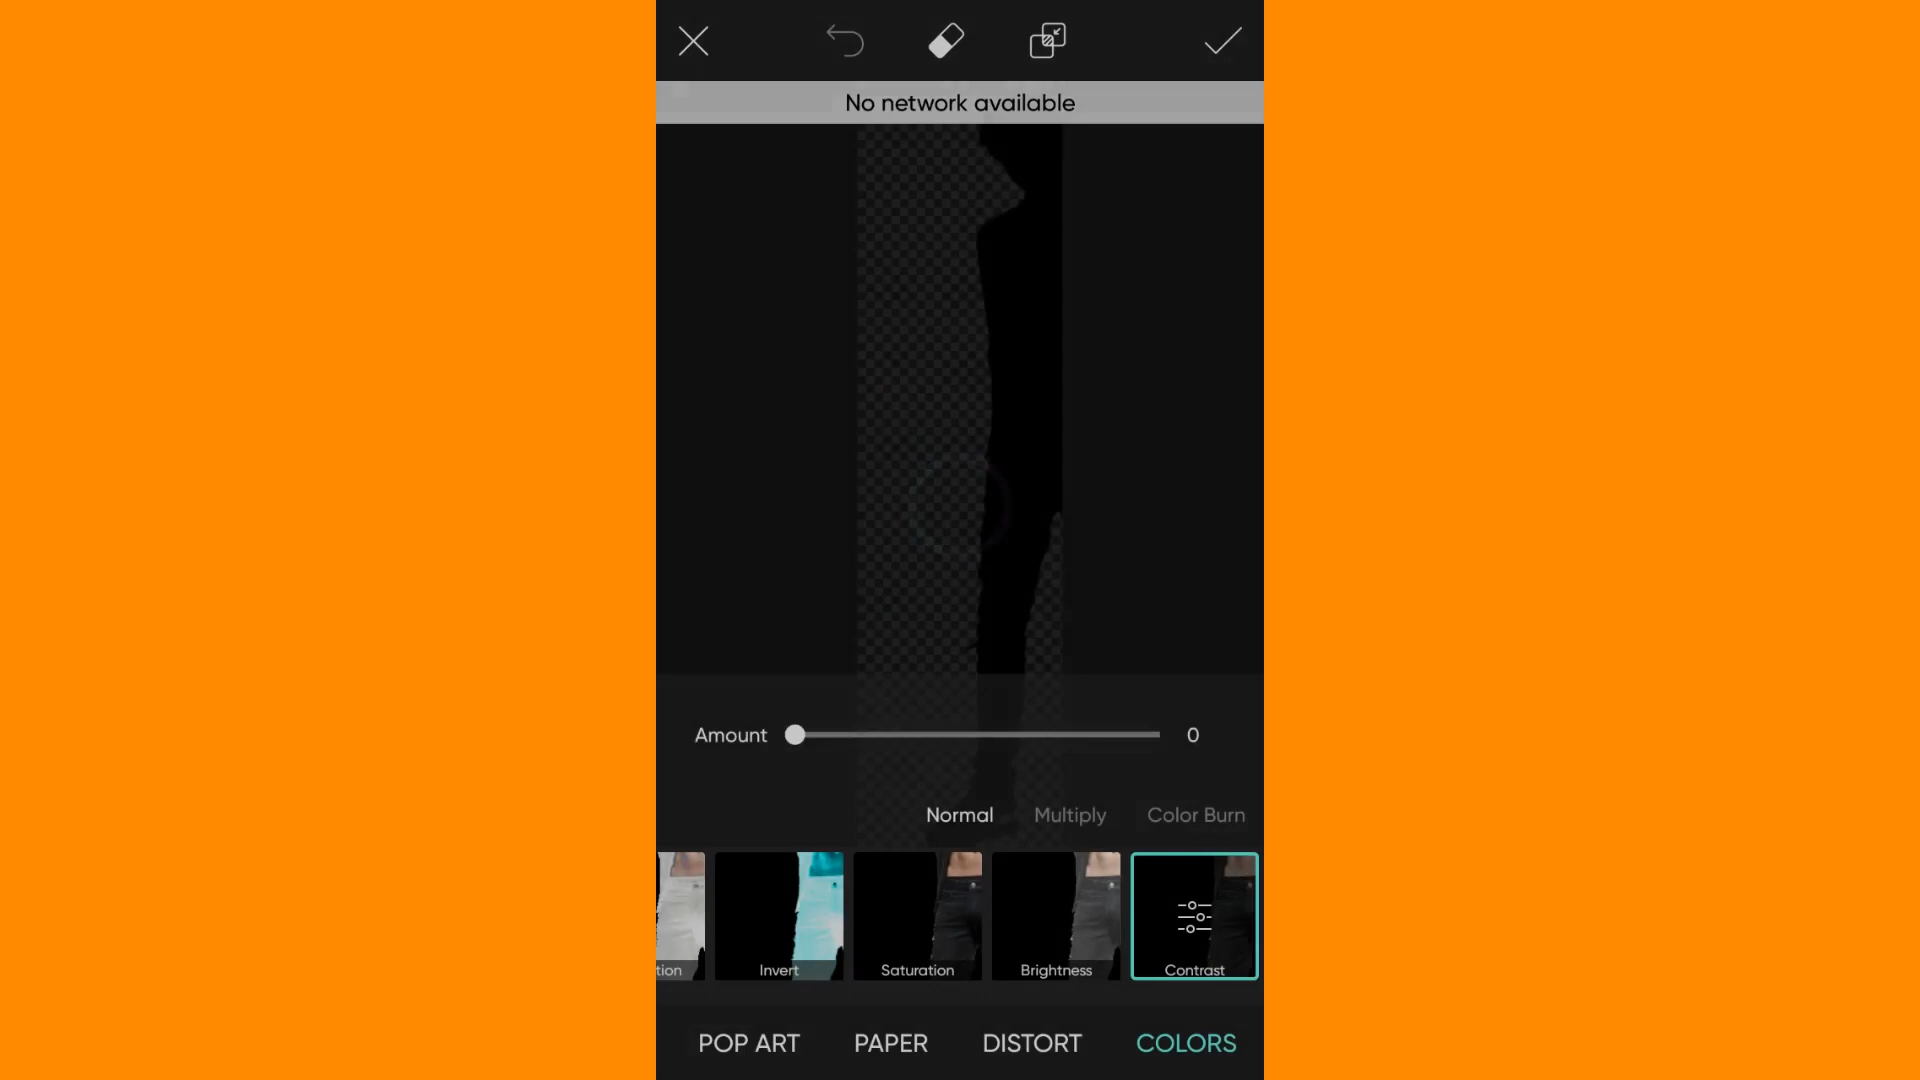 No network available
Amount 0
Normal Multiply Color Burn
tion Invert Saturation Brightness Contrast
POP ART PAPER DISTORT COLORS